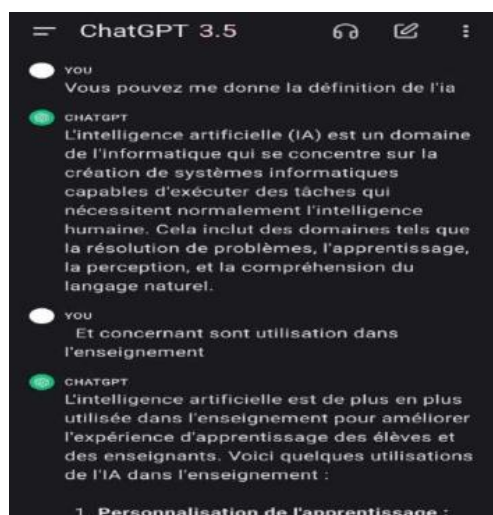 ChatGPT 3.5
YOU
Vous pouvez me donne la définition de l'ia
CHATGPT
L'intelligence artificielle (IA) est un domaine
de l'informatique qui se concentre sur la
création de systèmes informatiques
capables d'exécuter des tâches qui
nécessitent normalement l'intelligence
humaine. Cela inclut des domaines tels que
la résolution de problèmes, l'apprentissage,
la perception, et la compréhension du
langage naturel.
YOU
Et concernant sont utilisation dans
l'enseignement
CHATGPT
L'intelligence artificielle est de plus en plus
utilisée dans l'enseignement pour améliorer
l'expérience d'apprentissage des élèves et
des enseignants. Voici quelques utilisations
de l'IA dans l'enseignement :
1. Personnalisation de l'apprentissage :